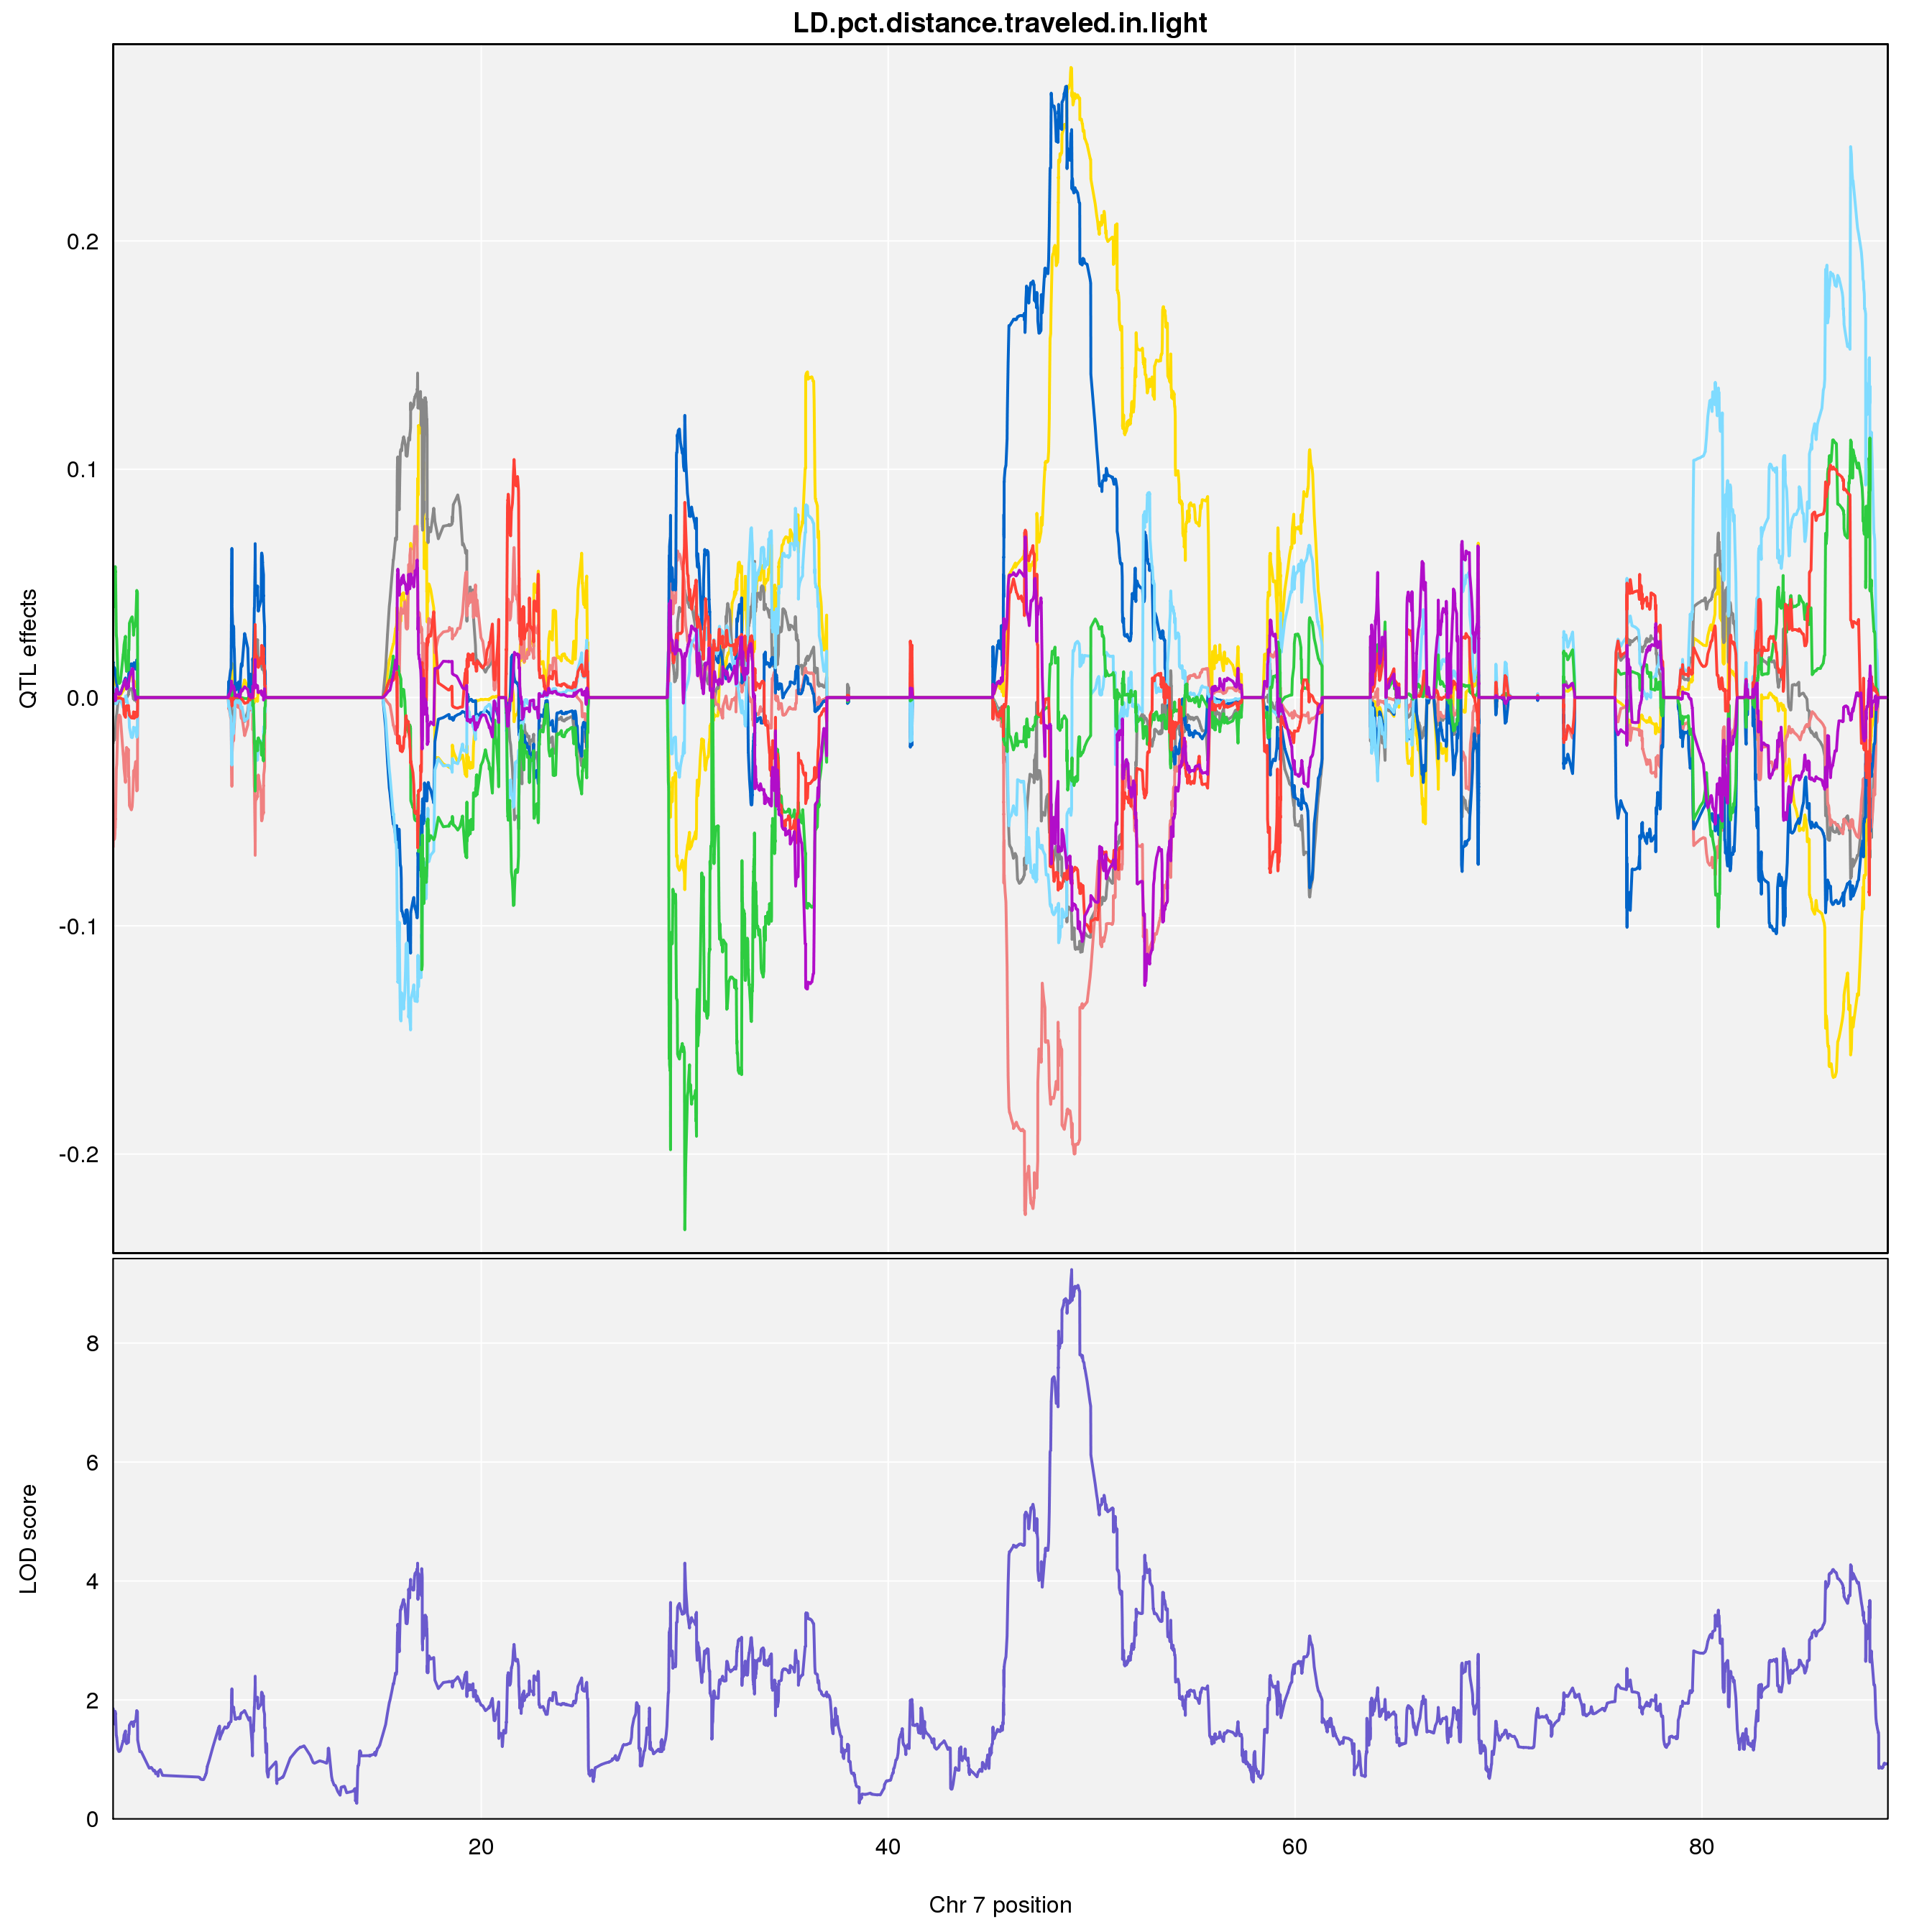 LD.pct.distance.traveled.in.light
QTL effects
0.2
0.1
0.0
-0.1
-0.2
LOD score
8
6
4
2
0
20 40 60 80
Chr 7 position